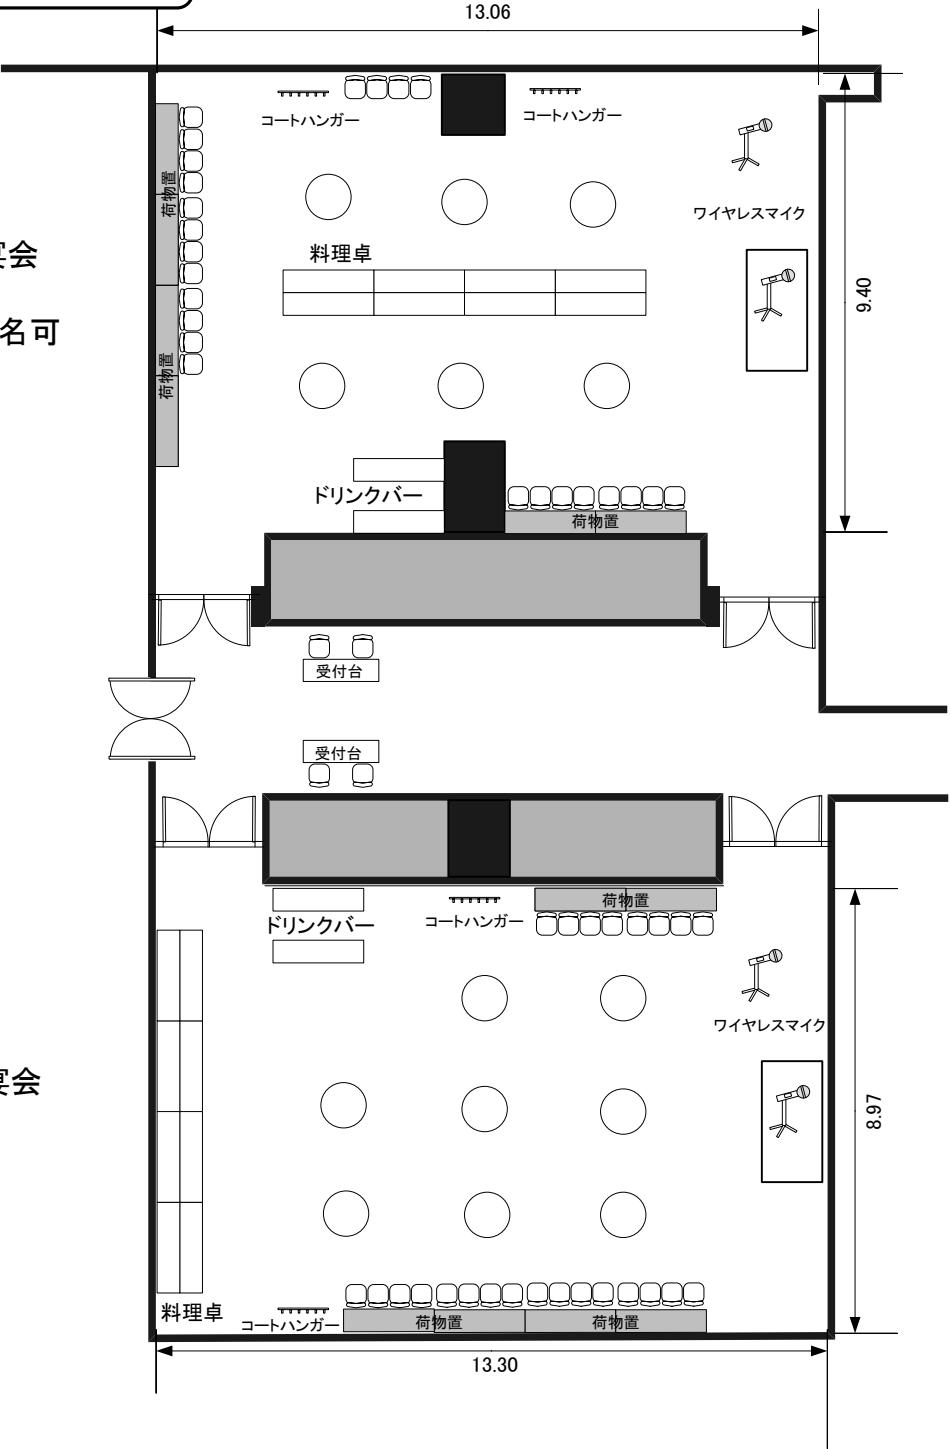 13.06
コートハンガー
コートハンガー
荷物置
ワイヤレスマイク
宴会
料理卓
9.40
名可
荷物置
ドリンクバー
荷物置
受付台
受付台
荷物置
ドリンクバー
コートハンガー
ワイヤレスマイク
宴会
8.97
料理卓
コートハンガー
荷物置
荷物置
13.30